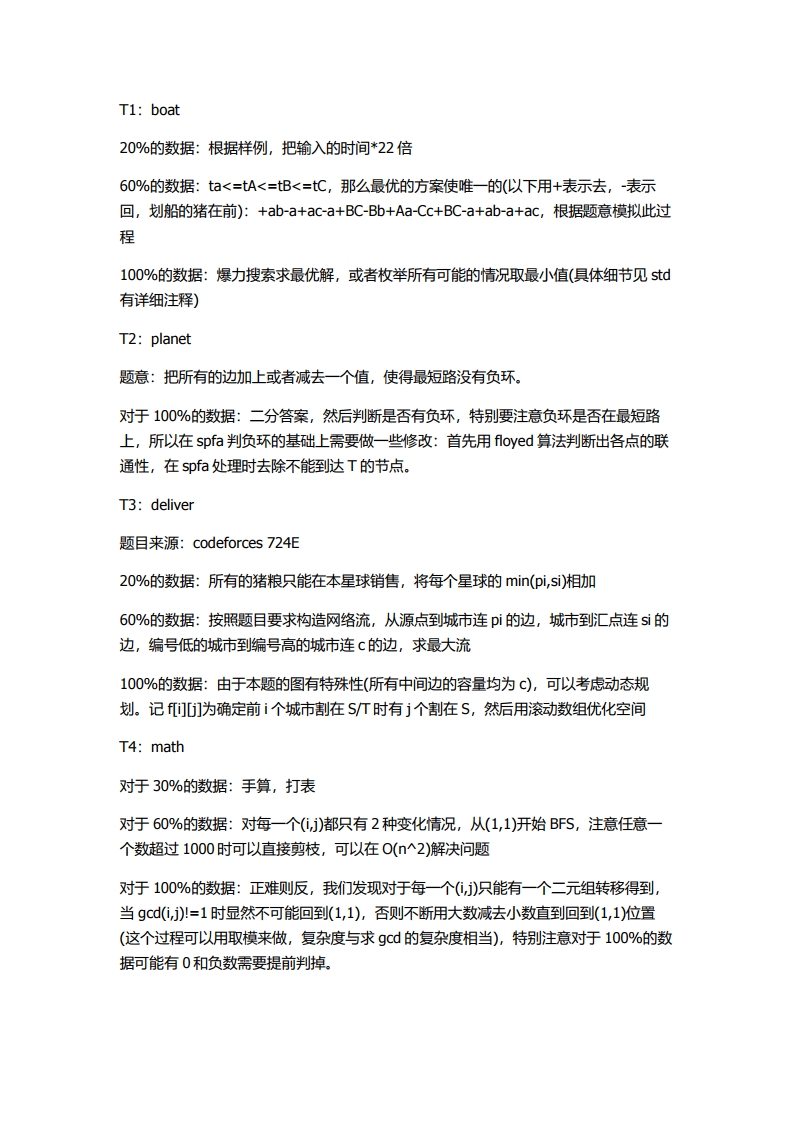 T1：boat
20%的数据：根据样例，把输入的时间*22 倍
60%的数据：ta<=tA<=tB<=tC，那么最优的方案使唯一的(以下用+表示去，-表示
回，划船的猪在前)：+ab-a+ac-a+BC-Bb+Aa-Cc+BC-a+ab-a+ac，根据题意模拟此过
程
100%的数据：爆力搜索求最优解，或者枚举所有可能的情况取最小值(具体细节见 std
有详细注释)
T2：planet
题意：把所有的边加上或者减去一个值，使得最短路没有负环。
对于 100%的数据：二分答案，然后判断是否有负环，特别要注意负环是否在最短路
上，所以在 spfa 判负环的基础上需要做一些修改：首先用 floyed 算法判断出各点的联
通性，在 spfa 处理时去除不能到达 T 的节点。
T3：deliver
题目来源：codeforces 724E
20%的数据：所有的猪粮只能在本星球销售，将每个星球的 min(pi,si)相加
60%的数据：按照题目要求构造网络流，从源点到城市连 pi 的边，城市到汇点连 si 的
边，编号低的城市到编号高的城市连 c 的边，求最大流
100%的数据：由于本题的图有特殊性(所有中间边的容量均为 c)，可以考虑动态规
划。记 f[i][j]为确定前 i 个城市割在 S/T 时有 j 个割在 S，然后用滚动数组优化空间
T4：math
对于 30%的数据：手算，打表
对于 60%的数据：对每一个(i,j)都只有 2 种变化情况，从(1,1)开始 BFS，注意任意一
个数超过 1000 时可以直接剪枝，可以在 O(n^2)解决问题
对于 100%的数据：正难则反，我们发现对于每一个(i,j)只能有一个二元组转移得到，
当 gcd(i,j)!=1 时显然不可能回到(1,1)，否则不断用大数减去小数直到回到(1,1)位置
(这个过程可以用取模来做，复杂度与求 gcd 的复杂度相当)，特别注意对于 100%的数
据可能有 0 和负数需要提前判掉。